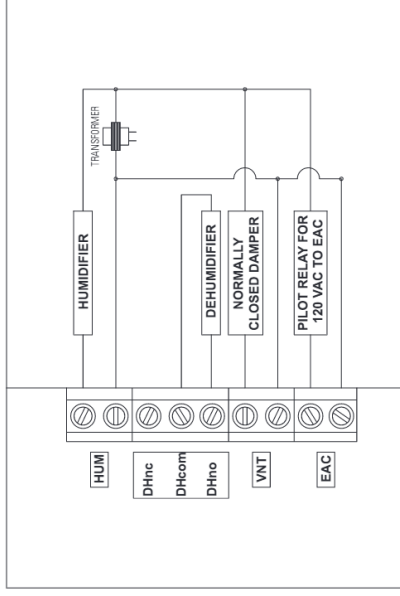 TRANSFORMER
HUMIDIFIER
DEHUMIDIFIER
NORMALLY
CLOSED DAMPER
PILOT RELAY FOR
120 VAC TO EAC
HUM
DHnc
DHcom
DHno
VNT
EAC